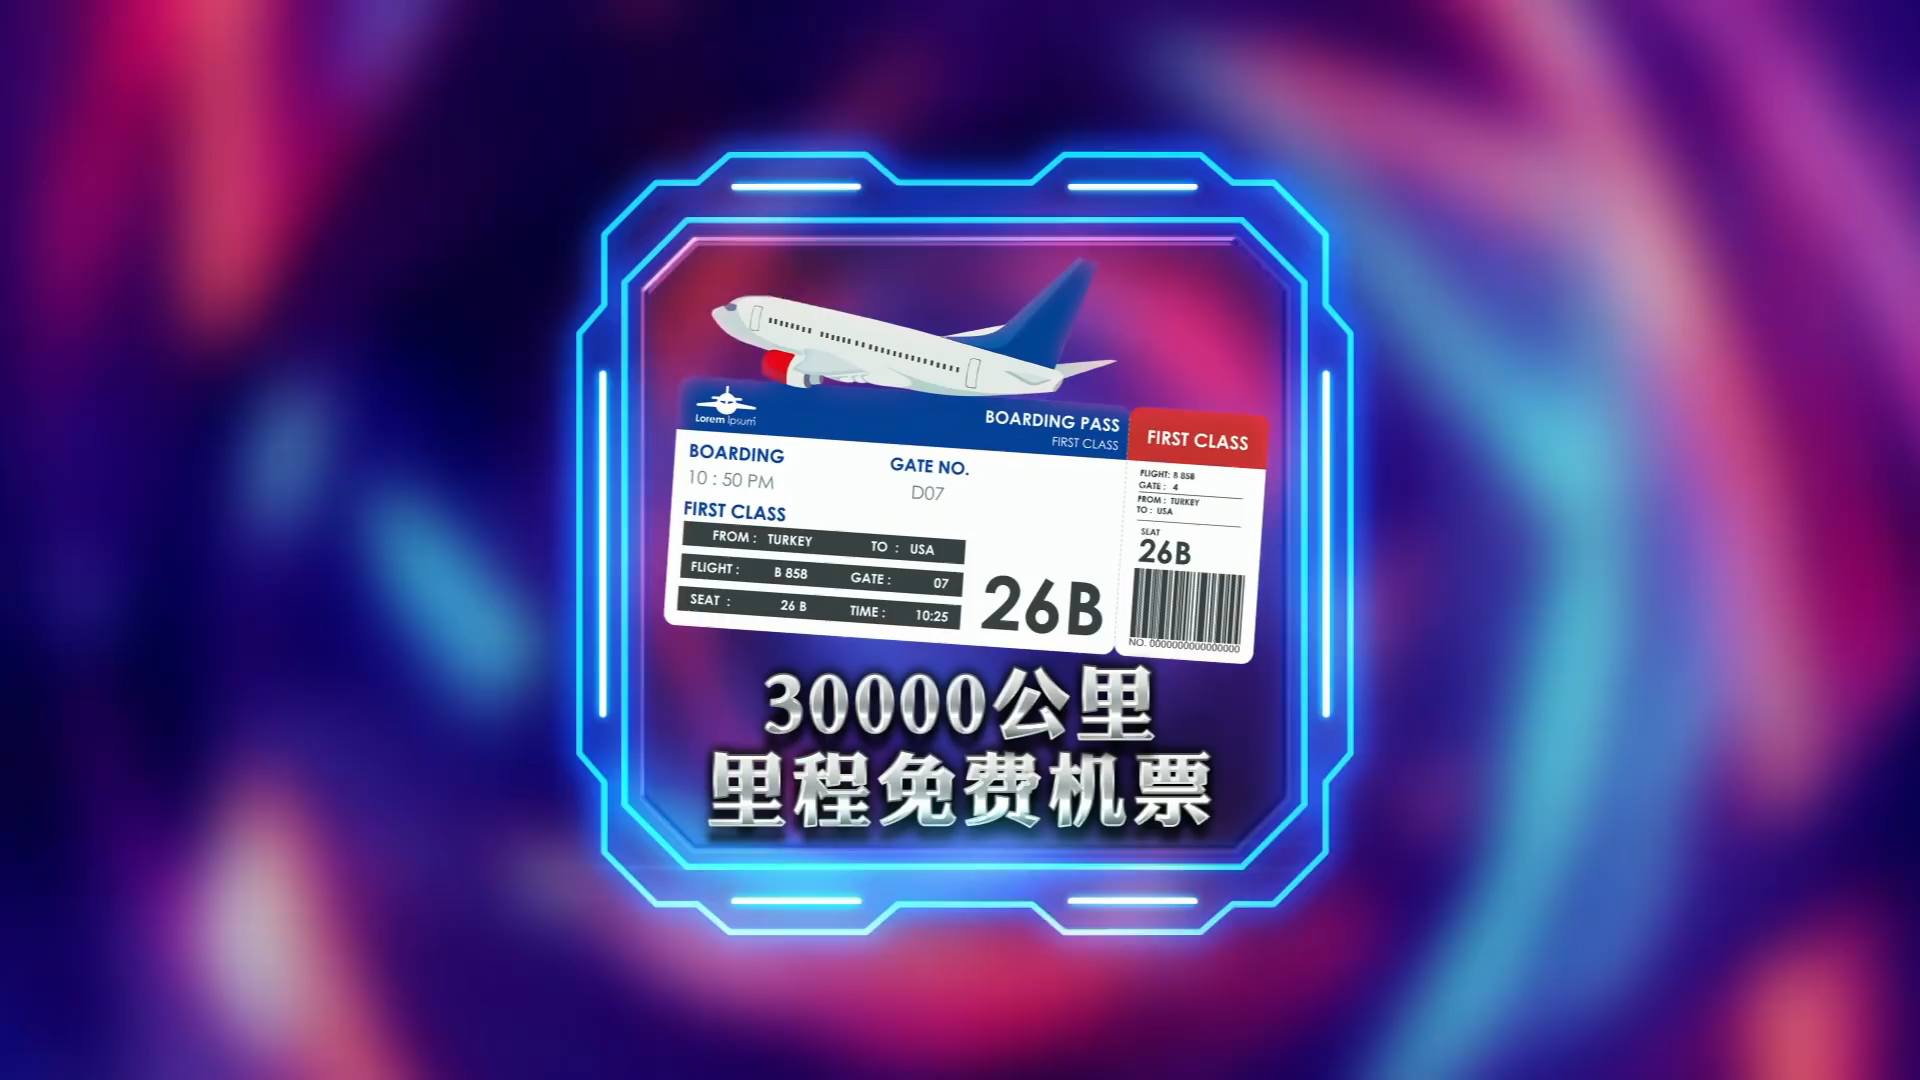 Lorem Ipsum
BOARDING PASS
FIRST CLASS
BOARDING
10 : 50 PM
GATE NO.
D07
FIRST CLASS
FROM : TURKEY TO : USA
FLIGHT : B 858 GATE : 07
SEAT : 26 B TIME : 10:25
26B
FIRST CLASS
FLIGHT: B 858
GATE : 4
FROM : TURKEY
TO : USA
SEAT
26B
NO. 0000000000000000
30000公里
里程免费机票